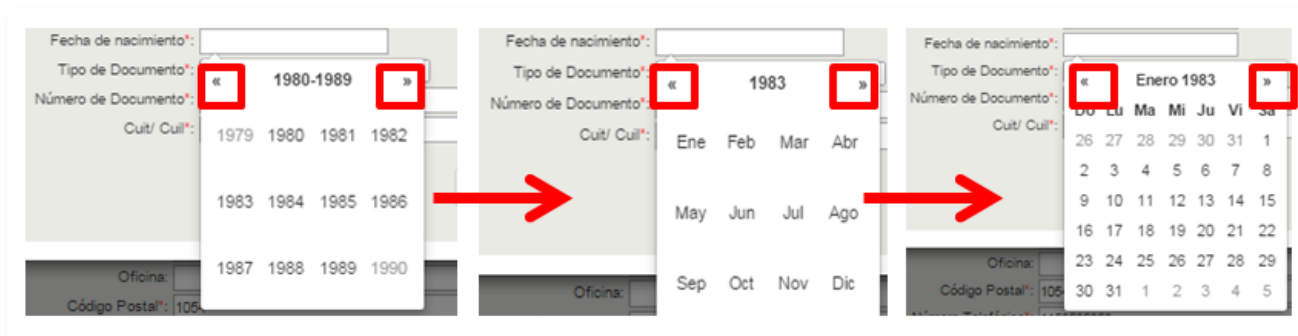 Fecha de nacimiento*:
Tipo de Documento*:
Número de Documento*:
Cuit/ Cuil*:
« 1980-1989 »
1979 1980 1981 1982
1983 1984 1985 1986
1987 1988 1989 1990
Oficina:
Código Postal*: 105
Fecha de nacimiento*:
Tipo de Documento*:
Número de Documento*:
Cuit/ Cuil*:
« 1983 »
Ene Feb Mar Abr
May Jun Jul Ago
Sep Oct Nov Dic
Oficina:
Fecha de nacimiento*:
Tipo de Documento*:
Número de Documento*:
Cuit/ Cuil*:
« Enero 1983 »
Do Lu Ma Mi Ju Vi Sa
26 27 28 29 30 31 1
2 3 4 5 6 7 8
9 10 11 12 13 14 15
16 17 18 19 20 21 22
23 24 25 26 27 28 29
30 31 1 2 3 4 5
Oficina:
Código Postal*: 105